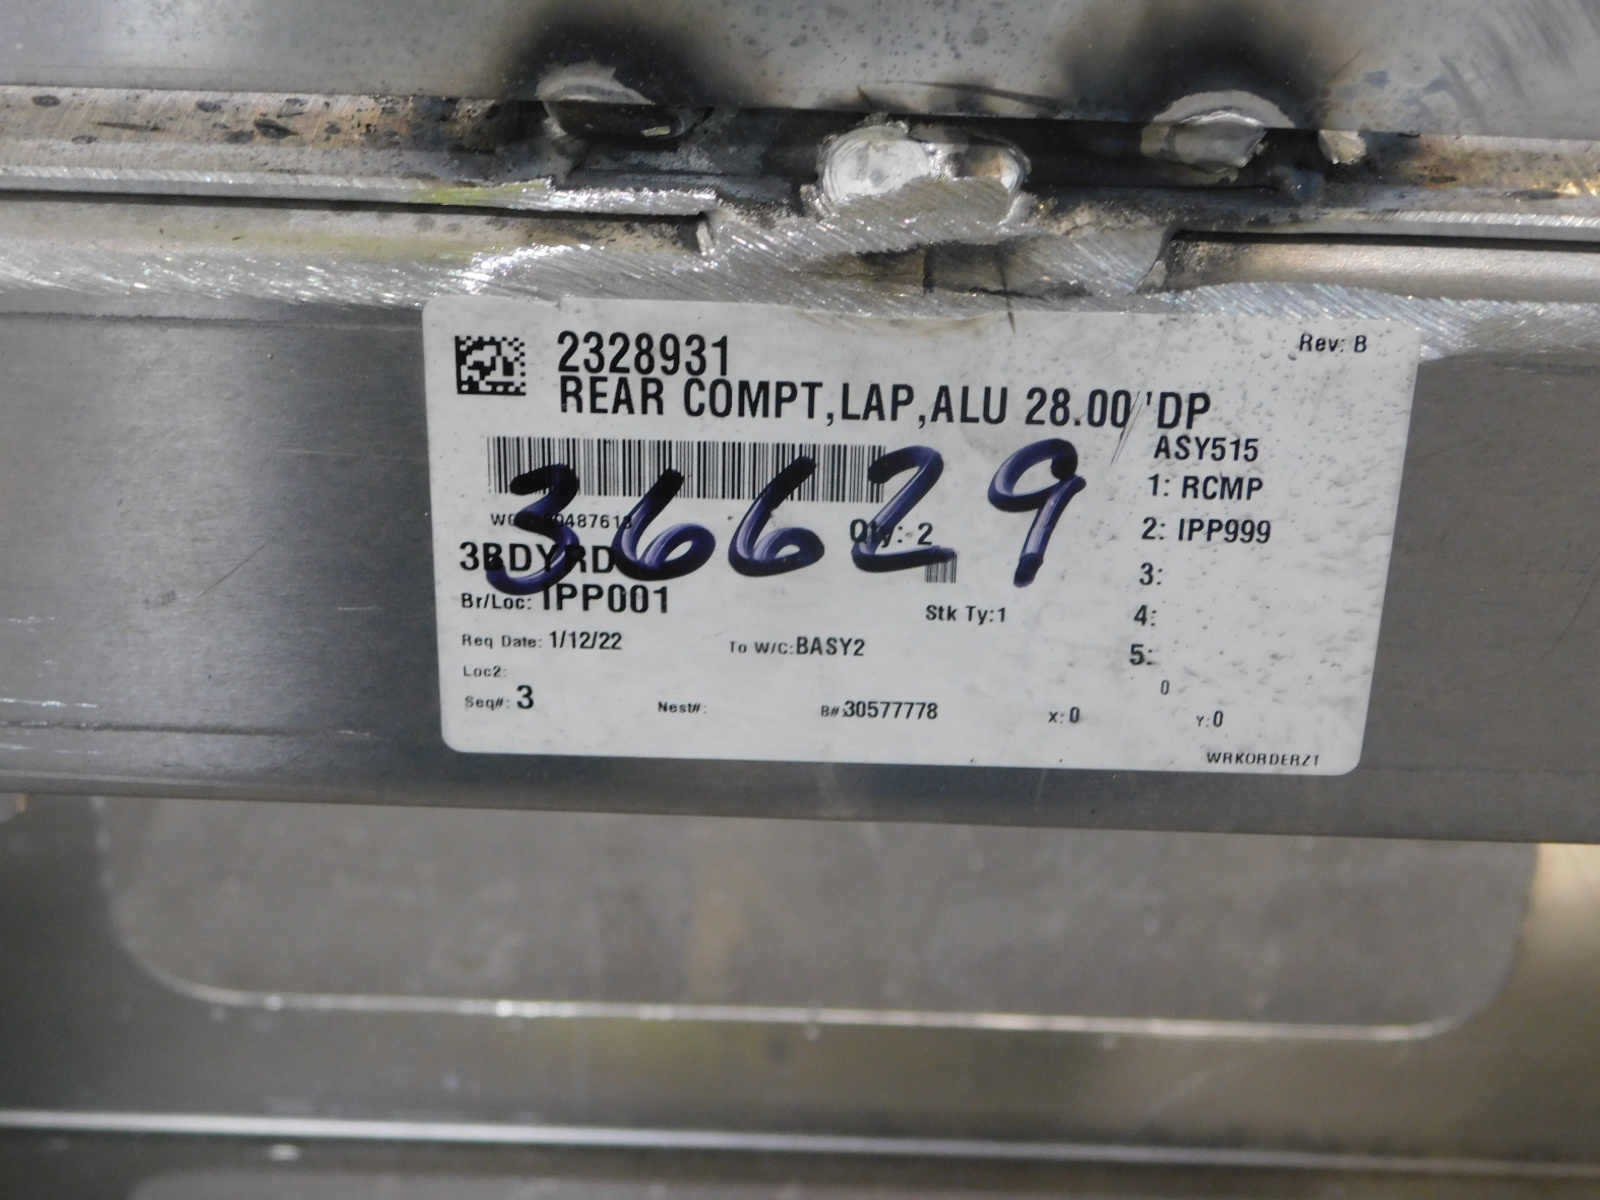 2328931
Rev: B
REAR COMPT,LAP,ALU 28.00 'DP
ASY515
36629
1: RCMP
2: IPP999
Qty: 2
3:
Br/Loc: IPP001
Stk Ty:1
4:
Req Date: 1/12/22
To W/C:BASY2
5:
Loc2:
0
Seq#: 3
Nest#:
B#:30577778
X:0
Y:0
WRKORDERZT